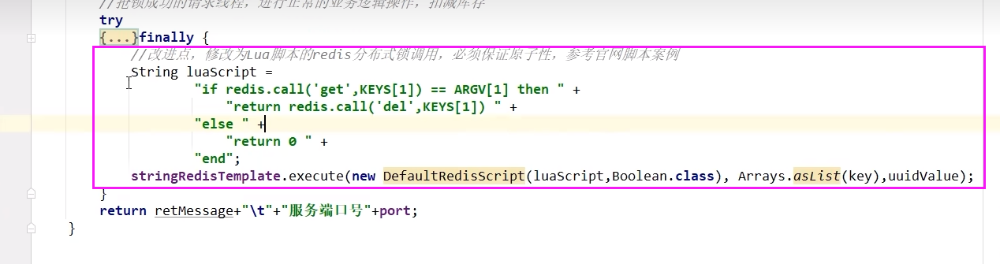 //抢锁成功的请求线程，进行正常的业务逻辑操作，扣减库存
try
{...}finally {
//改进点，修改为Lua脚本的redis分布式锁调用，必须保证原子性，参考官网脚本案例
String luaScript =
"if redis.call('get',KEYS[1]) == ARGV[1] then " +
"return redis.call('del',KEYS[1]) " +
"else " +
"return 0 " +
"end";
stringRedisTemplate.execute(new DefaultRedisScript(luaScript,Boolean.class), Arrays.asList(key),uuidValue);
}
return retMessage+"\t"+"服务端口号"+port;
}